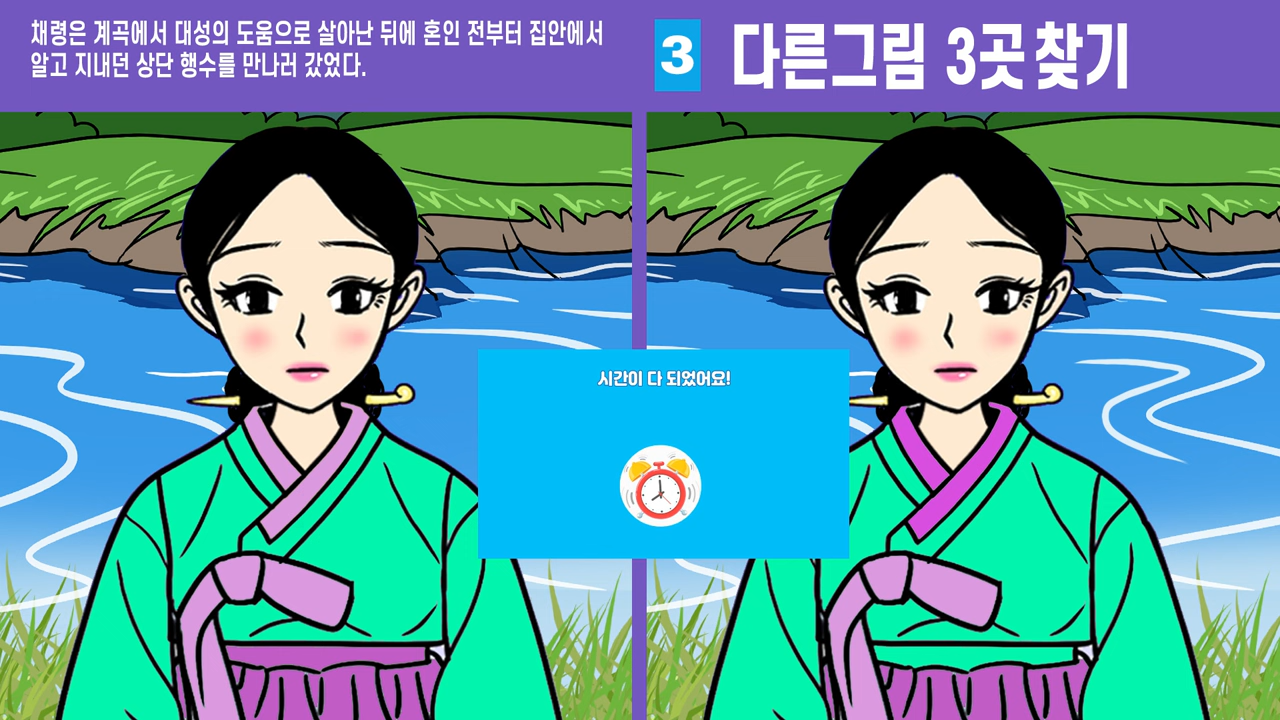 채령은 계곡에서 대성의 도움으로 살아난 뒤에 혼인 전부터 집안에서
알고 지내던 상단 행수를 만나러 갔었다.
3 다른그림 3곳 찾기
시간이 다 되었어요!